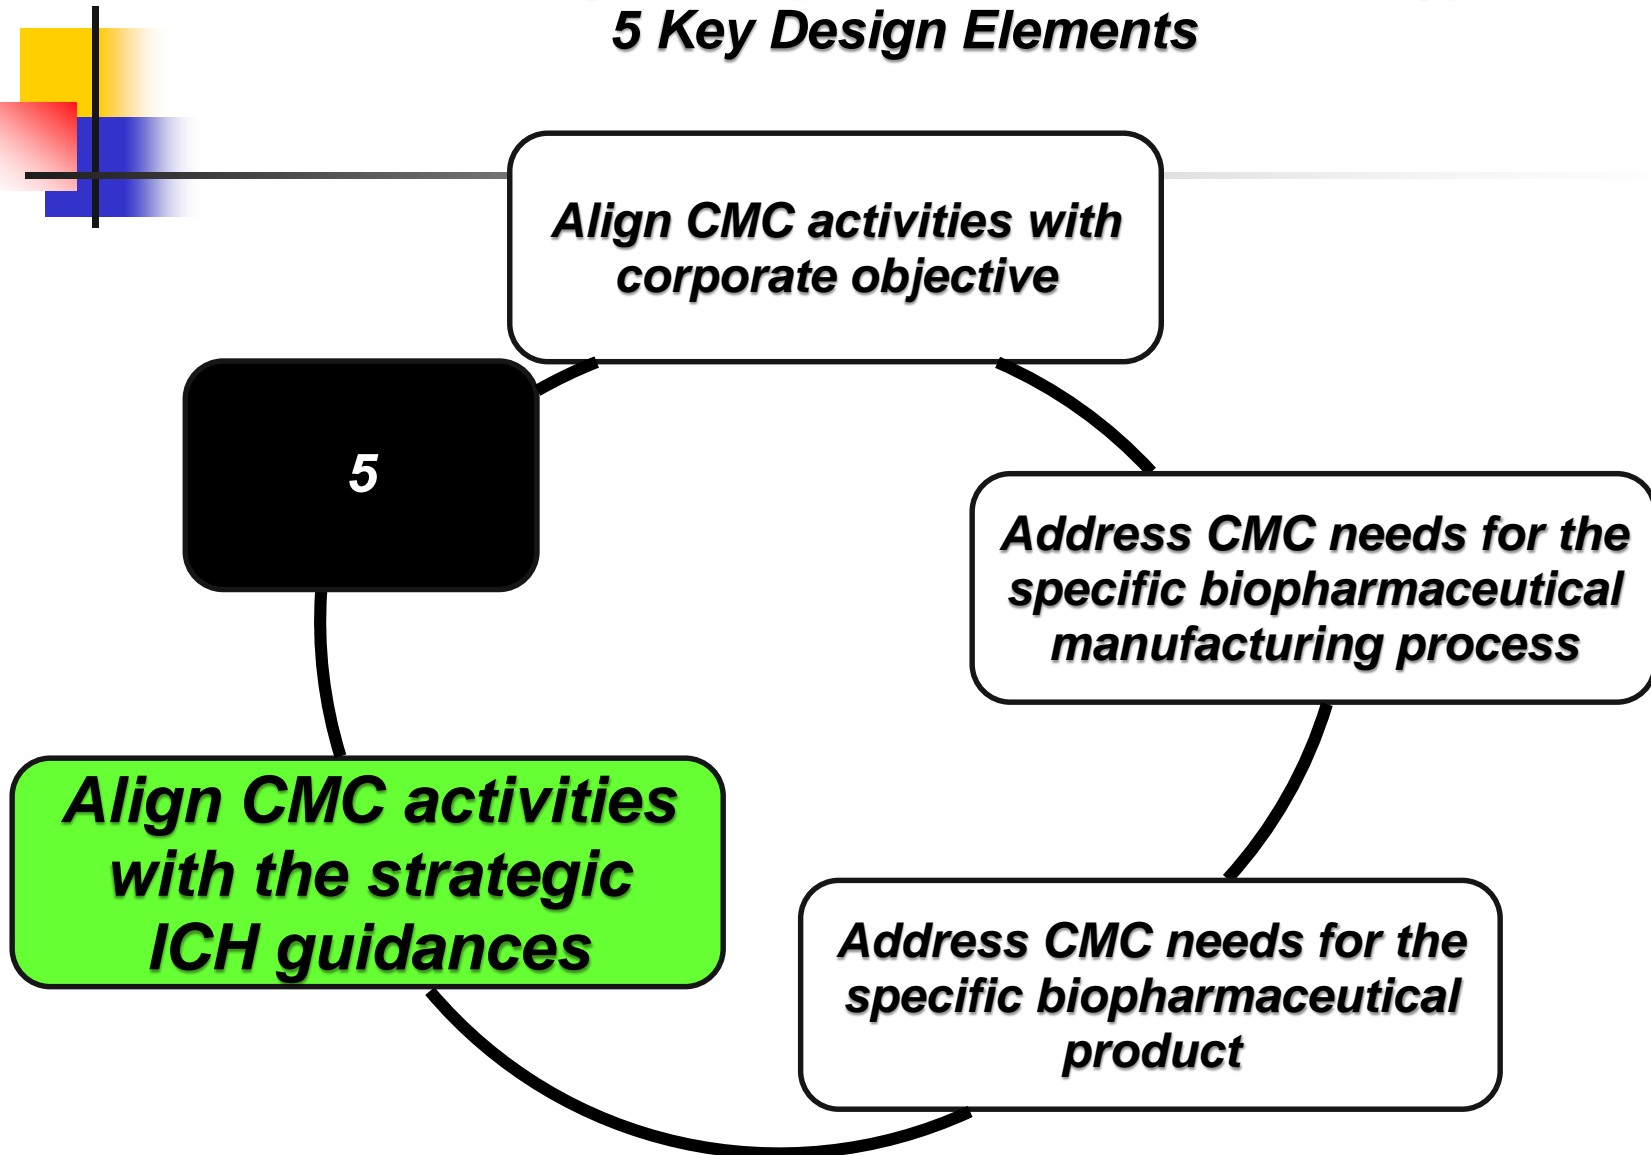 5 Key Design Elements
Align CMC activities with
corporate objective
Address CMC needs for the
specific biopharmaceutical
manufacturing process
Address CMC needs for the
specific biopharmaceutical
product
Align CMC activities
with the strategic
ICH guidances
5